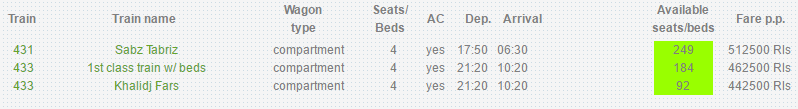 Train Train name Wagon type Seats/ Beds AC Dep. Arrival Available seats/beds Fare p.p.
431 Sabz Tabriz compartment 4 yes 17:50 06:30 249 512500 Rls
433 1st class train w/ beds compartment 4 yes 21:20 10:20 184 462500 Rls
433 Khalidj Fars compartment 4 yes 21:20 10:20 92 442500 Rls